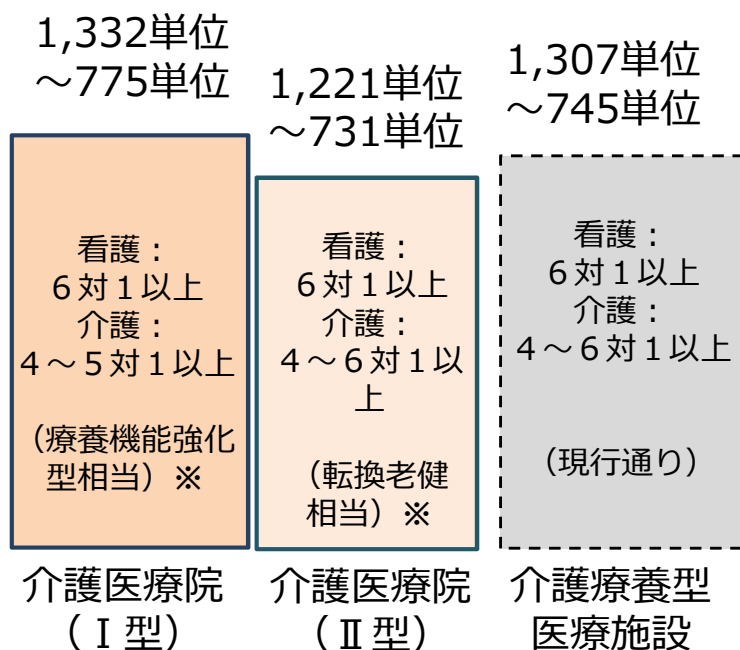 1,332単位
～775単位
看護：
６対１以上
介護：
４～５対１以上
（療養機能強化
型相当）※
介護医療院
（Ⅰ型）
1,221単位
～731単位
看護：
６対１以上
介護：
４～６対１以
上
（転換老健
相当）※
介護医療院
（Ⅱ型）
1,307単位
～745単位
看護：
６対１以上
介護：
４～６対１以上
（現行通り）
介護療養型
医療施設